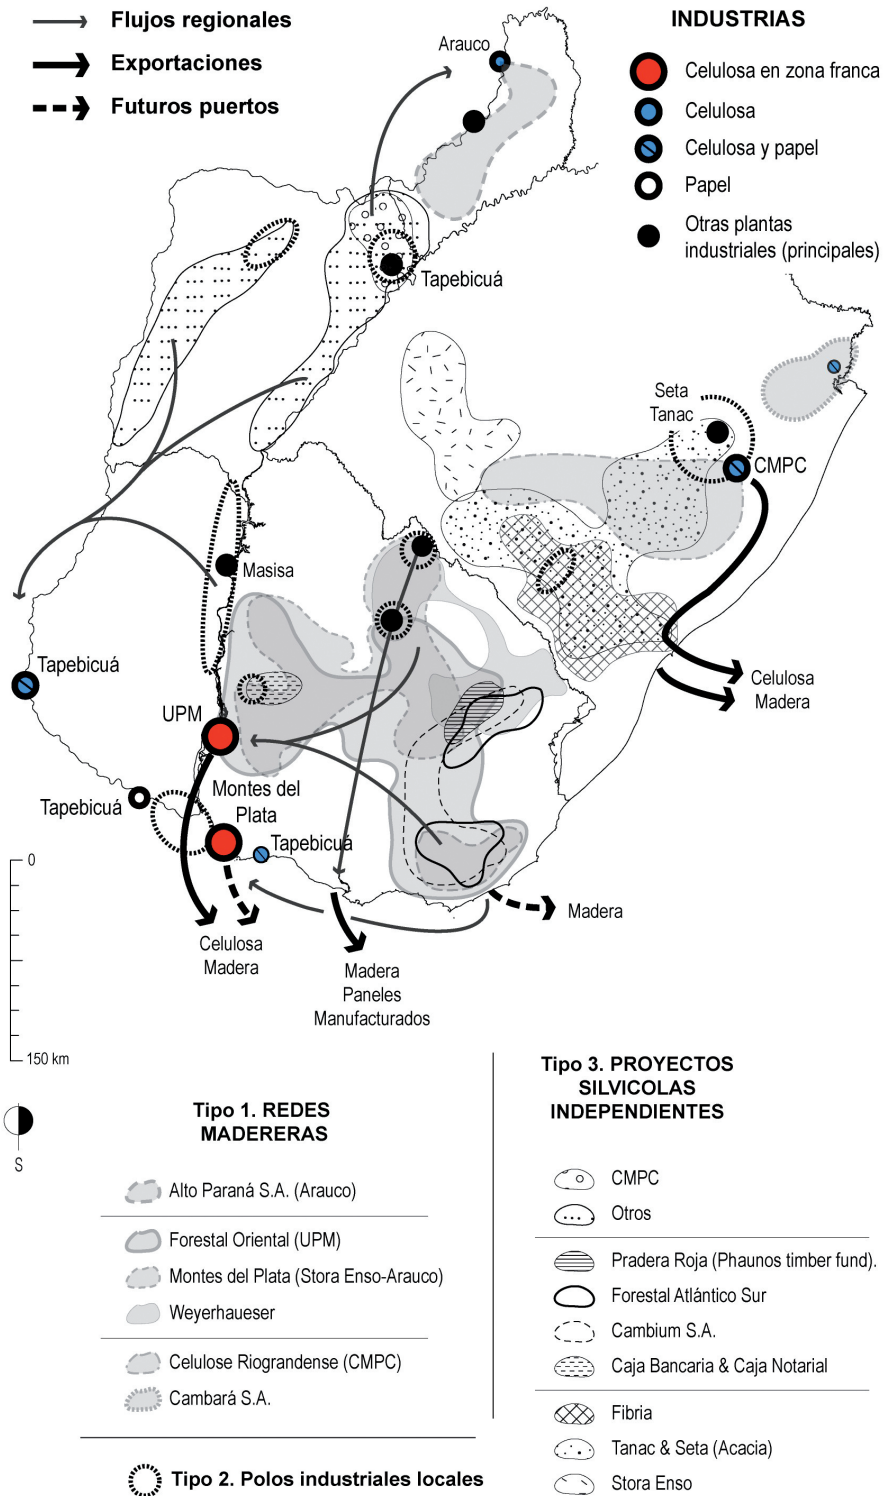 Flujos regionales
Exportaciones
Futuros puertos
INDUSTRIAS
Celulosa en zona franca
Celulosa
Celulosa y papel
Papel
Otras plantas
industriales (principales)
Arauco
Tapebicuá
Seta
Tanac
CMPC
Masisa
Tapebicuá
UPM
Celulosa
Madera
Montes del
Plata
Tapebicuá
Tapebicuá
Madera
Celulosa
Madera
Madera
Paneles
Manufacturados
0
150 km
S
Tipo 1. REDES
MADERERAS
Alto Paraná S.A. (Arauco)
Forestal Oriental (UPM)
Montes del Plata (Stora Enso-Arauco)
Weyerhaueser
Celulose Riograndense (CMPC)
Cambará S.A.
Tipo 2. Polos industriales locales
Tipo 3. PROYECTOS
SILVICOLAS
INDEPENDIENTES
CMPC
Otros
Pradera Roja (Phaunos timber fund).
Forestal Atlántico Sur
Cambium S.A.
Caja Bancaria & Caja Notarial
Fibria
Tanac & Seta (Acacia)
Stora Enso